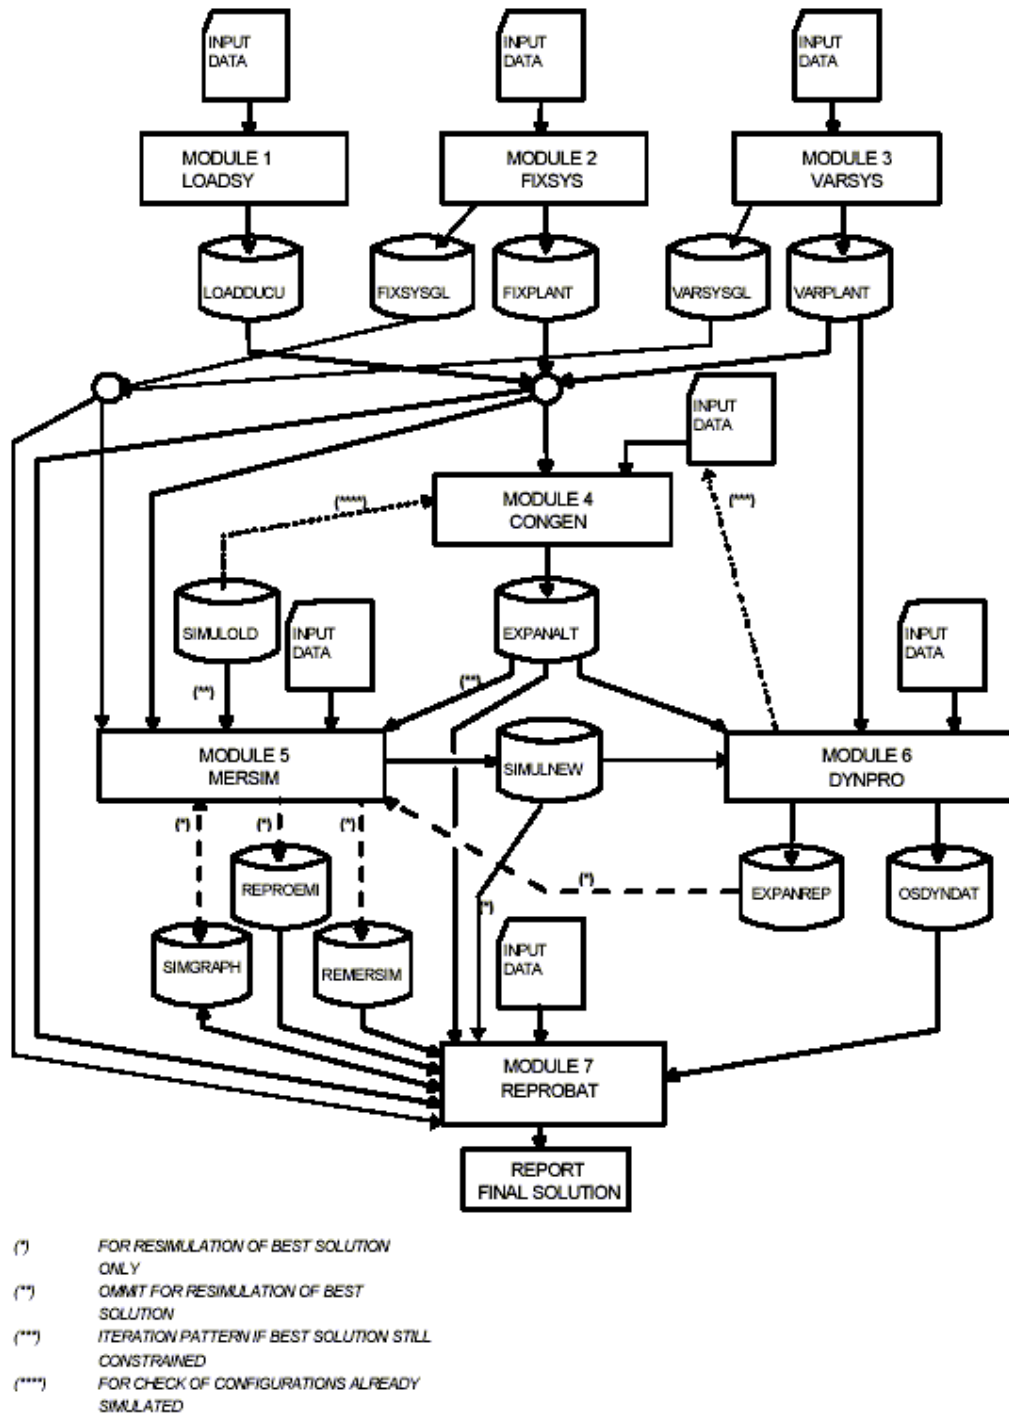 INPUT
DATA
INPUT
DATA
INPUT
DATA
MODULE 1
LOADSY
MODULE 2
FIXSYS
MODULE 3
VARSYS
LOADDUCU
FIXSYSGL
FIXPLANT
VARSYSGL
VARPLANT
INPUT
DATA
(****)
MODULE 4
CONGEN
(***)
SIMULOLD
INPUT
DATA
EXPANALT
INPUT
DATA
(**)
(**)
MODULE 5
MERSIM
SIMULNEW
MODULE 6
DYNPRO
(*)
(*)
(*)
REPROEMI
(*)
EXPANREP
OSDYNDAT
(*)
SIMGRAPH
REMERSIM
INPUT
DATA
MODULE 7
REPROBAT
REPORT
FINAL SOLUTION
(*) FOR RESIMULATION OF BEST SOLUTION
ONLY
(**) OMMIT FOR RESIMULATION OF BEST
SOLUTION
(***) ITERATION PATTERN IF BEST SOLUTION STILL
CONSTRAINED
(****) FOR CHECK OF CONFIGURATIONS ALREADY
SIMULATED